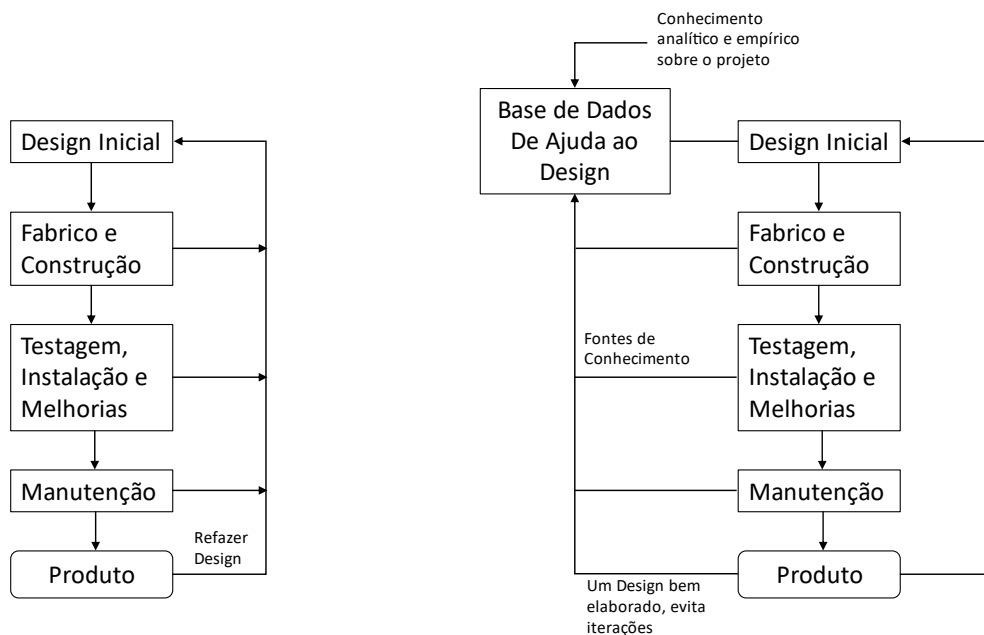 Design Inicial
Fabrico e
Construção
Testagem,
Instalação e
Melhorias
Manutenção
Refazer
Design
Produto
Conhecimento
analítico e empírico
sobre o projeto
Base de Dados
De Ajuda ao
Design
Design Inicial
Fabrico e
Construção
Fontes de
Conhecimento
Testagem,
Instalação e
Melhorias
Manutenção
Produto
Um Design bem
elaborado, evita
iterações